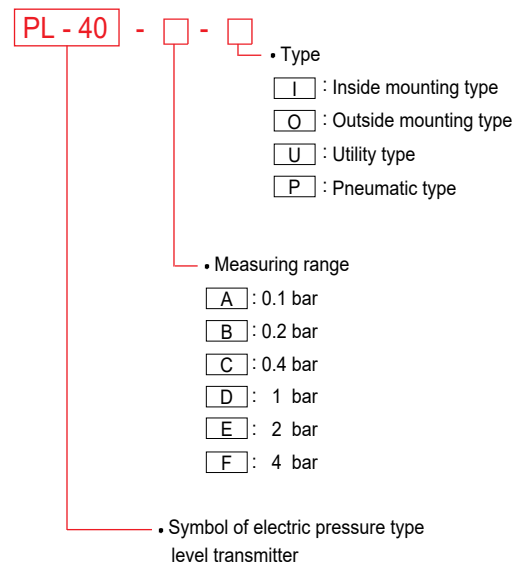 PL - 40 - □ - □
• Type
I : Inside mounting type
O : Outside mounting type
U : Utility type
P : Pneumatic type
• Measuring range
A : 0.1 bar
B : 0.2 bar
C : 0.4 bar
D : 1 bar
E : 2 bar
F : 4 bar
• Symbol of electric pressure type
level transmitter